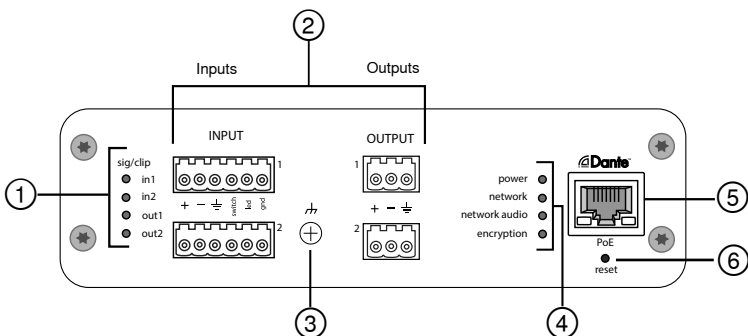 2
Inputs
Outputs
INPUT
OUTPUT
1
1
sig/clip
in1
in2
out1
out2
1
+ − ⏚ switch led gnd
+ − ⏚
2
2
3
power
network
network audio
encryption
4
Dante™
PoE
reset
5
6